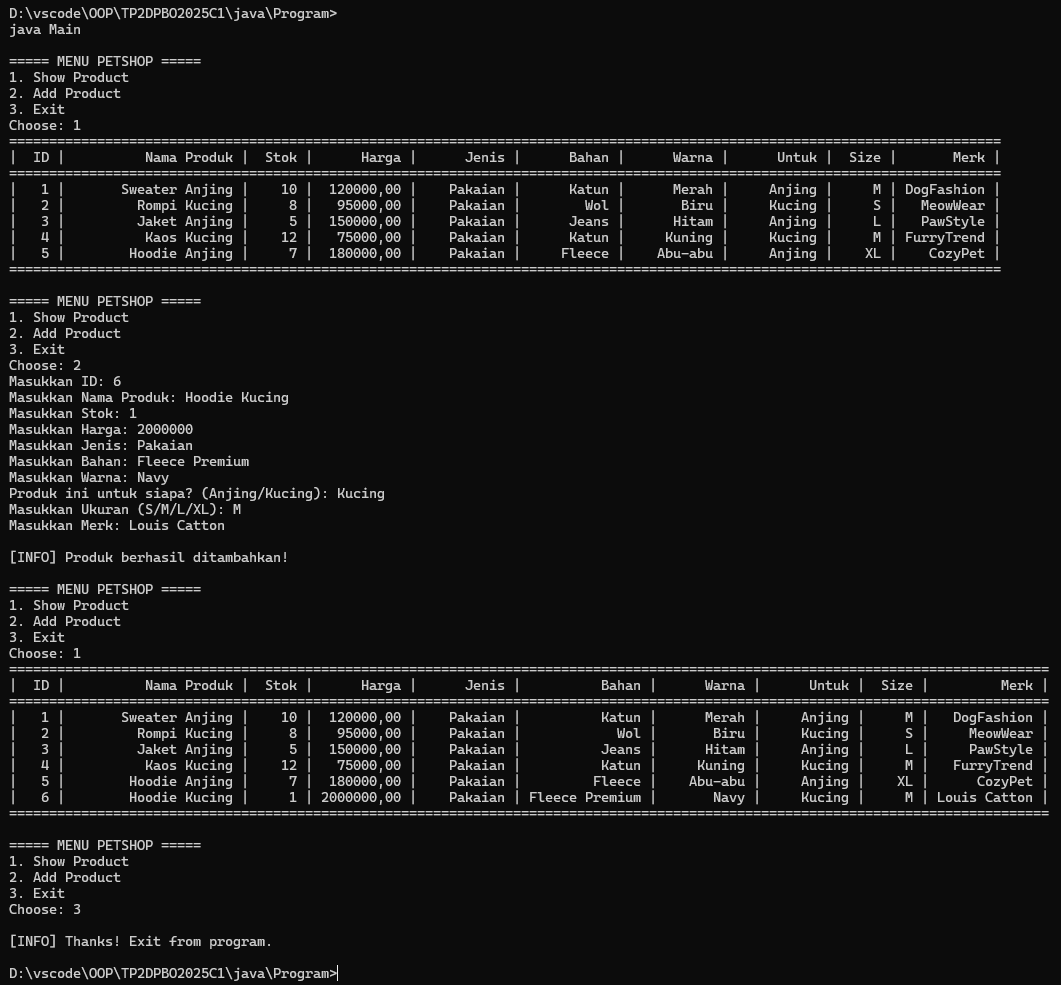 D:\vscode\OOP\TP2DPBO2025C1\java\Program>
java Main

===== MENU PETSHOP =====
1. Show Product
2. Add Product
3. Exit
Choose: 1
============================================================================================================================
|  ID |          Nama Produk |  Stok |      Harga |      Jenis |      Bahan |      Warna |      Untuk |  Size |       Merk |
============================================================================================================================
|   1 |       Sweater Anjing |    10 |  120000,00 |    Pakaian |      Katun |      Merah |     Anjing |     M | DogFashion |
|   2 |         Rompi Kucing |     8 |   95000,00 |    Pakaian |        Wol |       Biru |     Kucing |     S |   MeowWear |
|   3 |         Jaket Anjing |     5 |  150000,00 |    Pakaian |      Jeans |      Hitam |     Anjing |     L |   PawStyle |
|   4 |          Kaos Kucing |    12 |   75000,00 |    Pakaian |      Katun |     Kuning |     Kucing |     M | FurryTrend |
|   5 |        Hoodie Anjing |     7 |  180000,00 |    Pakaian |     Fleece |   Abu-abu |     Anjing |    XL |    CozyPet |
============================================================================================================================

===== MENU PETSHOP =====
1. Show Product
2. Add Product
3. Exit
Choose: 2
Masukkan ID: 6
Masukkan Nama Produk: Hoodie Kucing
Masukkan Stok: 1
Masukkan Harga: 2000000
Masukkan Jenis: Pakaian
Masukkan Bahan: Fleece Premium
Masukkan Warna: Navy
Produk ini untuk siapa? (Anjing/Kucing): Kucing
Masukkan Ukuran (S/M/L/XL): M
Masukkan Merk: Louis Catton

[INFO] Produk berhasil ditambahkan!

===== MENU PETSHOP =====
1. Show Product
2. Add Product
3. Exit
Choose: 1
==================================================================================================================================
|  ID |          Nama Produk |  Stok |      Harga |      Jenis |          Bahan |      Warna |      Untuk |  Size |         Merk |
==================================================================================================================================
|   1 |       Sweater Anjing |    10 |  120000,00 |    Pakaian |          Katun |      Merah |     Anjing |     M |   DogFashion |
|   2 |         Rompi Kucing |     8 |   95000,00 |    Pakaian |            Wol |       Biru |     Kucing |     S |     MeowWear |
|   3 |         Jaket Anjing |     5 |  150000,00 |    Pakaian |          Jeans |      Hitam |     Anjing |     L |     PawStyle |
|   4 |          Kaos Kucing |    12 |   75000,00 |    Pakaian |          Katun |     Kuning |     Kucing |     M |   FurryTrend |
|   5 |        Hoodie Anjing |     7 |  180000,00 |    Pakaian |         Fleece |    Abu-abu |     Anjing |    XL |      CozyPet |
|   6 |        Hoodie Kucing |     1 | 2000000,00 |    Pakaian | Fleece Premium |       Navy |     Kucing |     M | Louis Catton |
==================================================================================================================================

===== MENU PETSHOP =====
1. Show Product
2. Add Product
3. Exit
Choose: 3

[INFO] Thanks! Exit from program.

D:\vscode\OOP\TP2DPBO2025C1\java\Program>